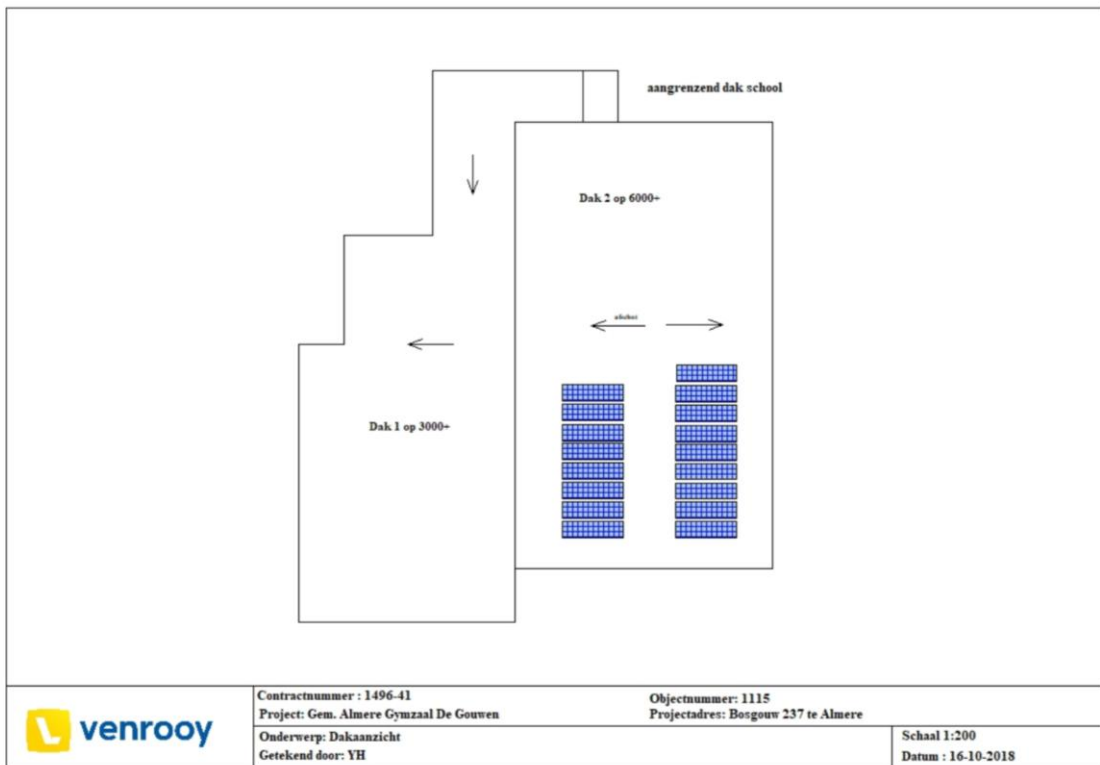 aangrenzend dak school
Dak 2 op 6000+
afschot
Dak 1 op 3000+
venrooy
Contractnummer : 1496-41
Objectnummer: 1115
Project: Gem. Almere Gymzaal De Gouwen
Projectadres: Bosgouw 237 te Almere
Onderwerp: Dakaanzicht
Schaal 1:200
Getekend door: YH
Datum : 16-10-2018